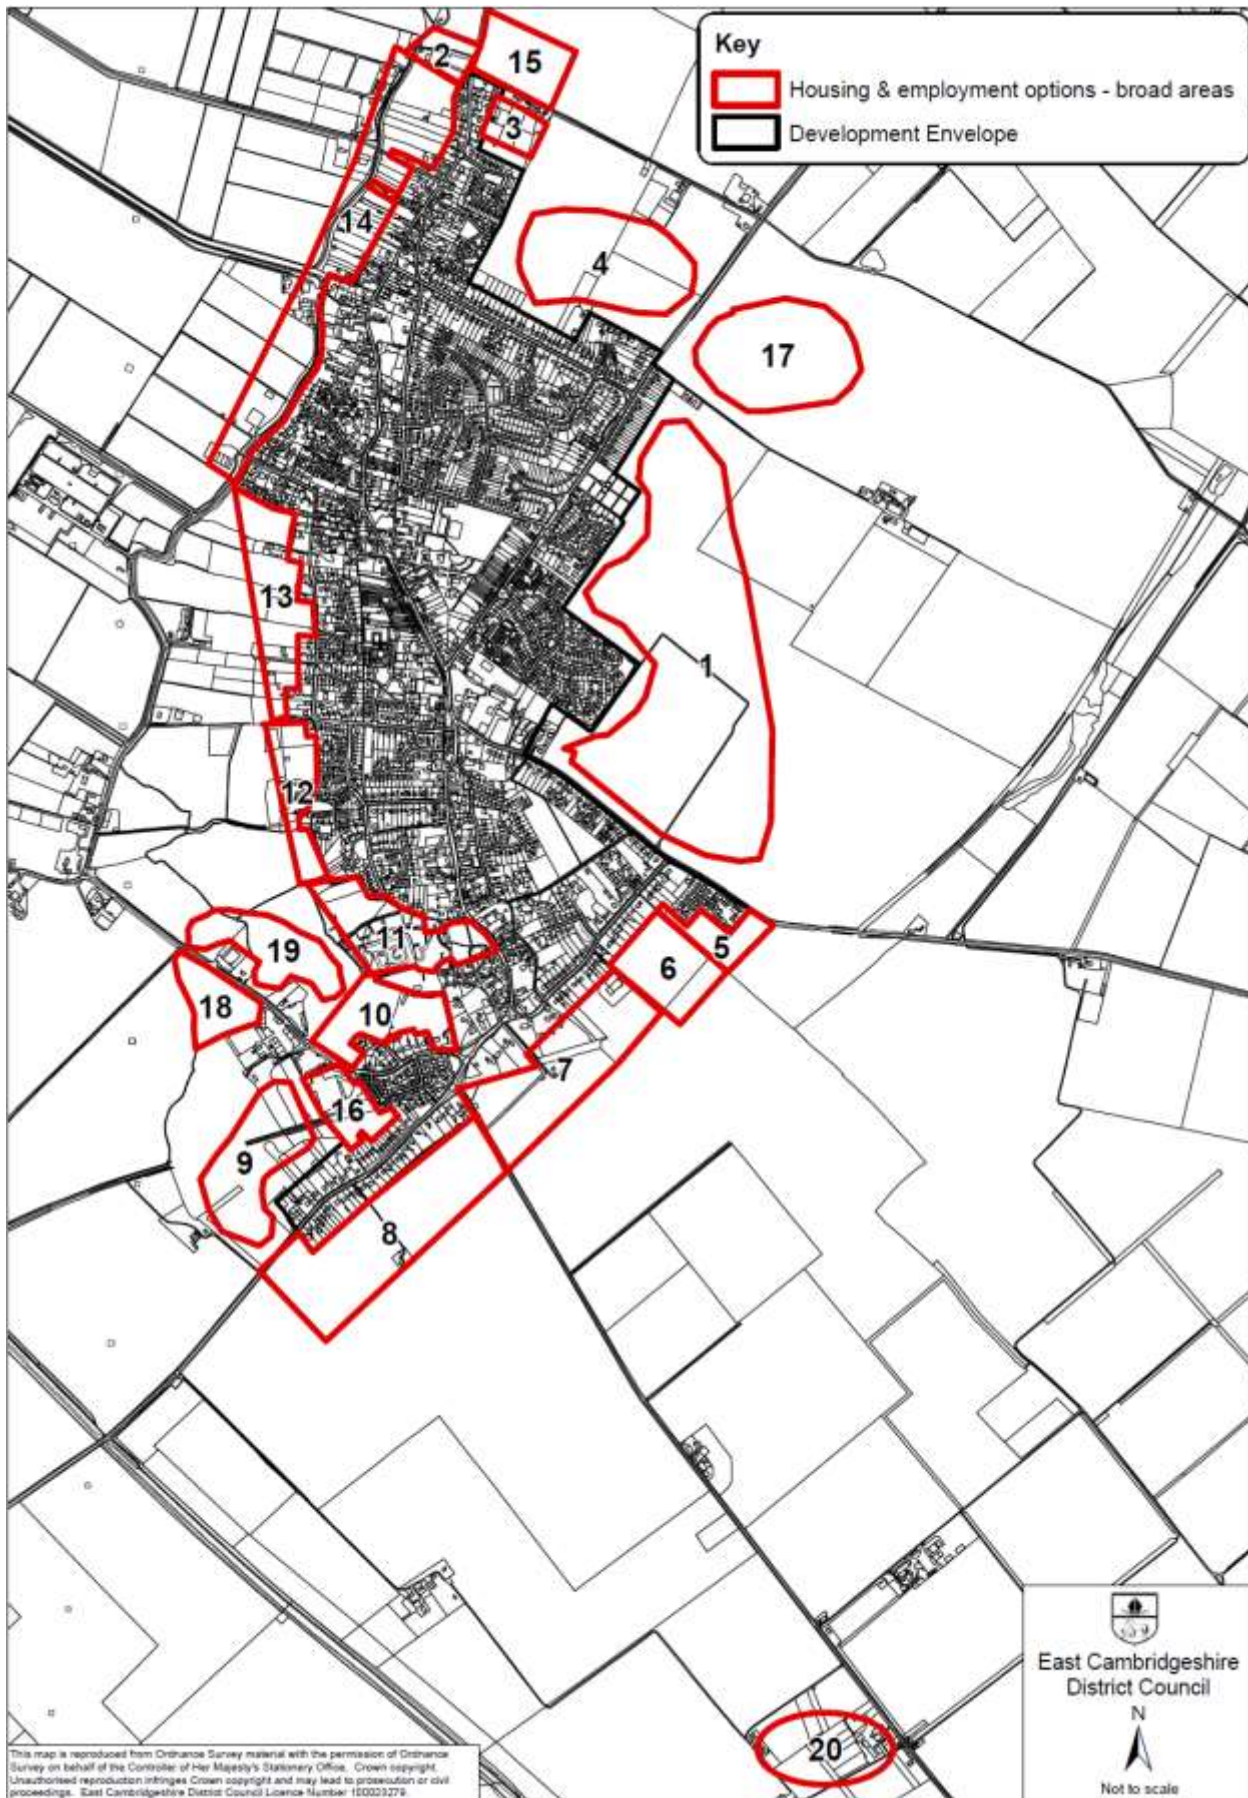 Key
Housing & employment options - broad areas
Development Envelope
2
15
3
14
4
17
13
1
12
11
5
6
19
18
10
7
16
9
8
20
East Cambridgeshire
District Council
N
Not to scale
This map is reproduced from Ordnance Survey material with the permission of Ordnance
Survey on behalf of the Controller of Her Majesty's Stationery Office. Crown copyright.
Unauthorised reproduction infringes Crown copyright and may lead to prosecution or civil
proceedings. East Cambridgeshire District Council Licence Number 100023279.